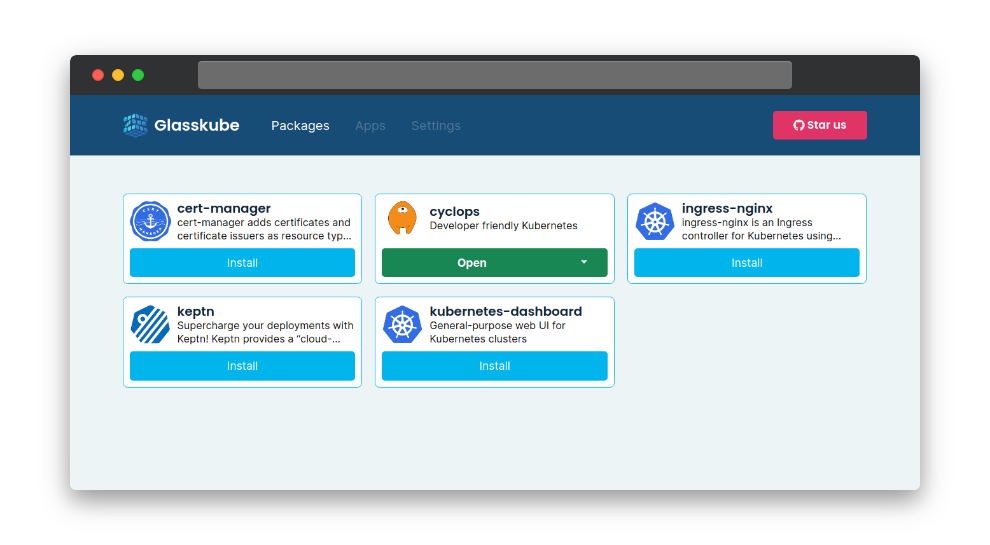 Glasskube Packages Apps Settings Star us
cert-manager
cert-manager adds certificates and
certificate issuers as resource typ...
Install
cyclops
Developer friendly Kubernetes
Open
ingress-nginx
ingress-nginx is an Ingress
controller for Kubernetes using...
Install
keptn
Supercharge your deployments with
Keptn! Keptn provides a "cloud-...
Install
kubernetes-dashboard
General-purpose web UI for
Kubernetes clusters
Install